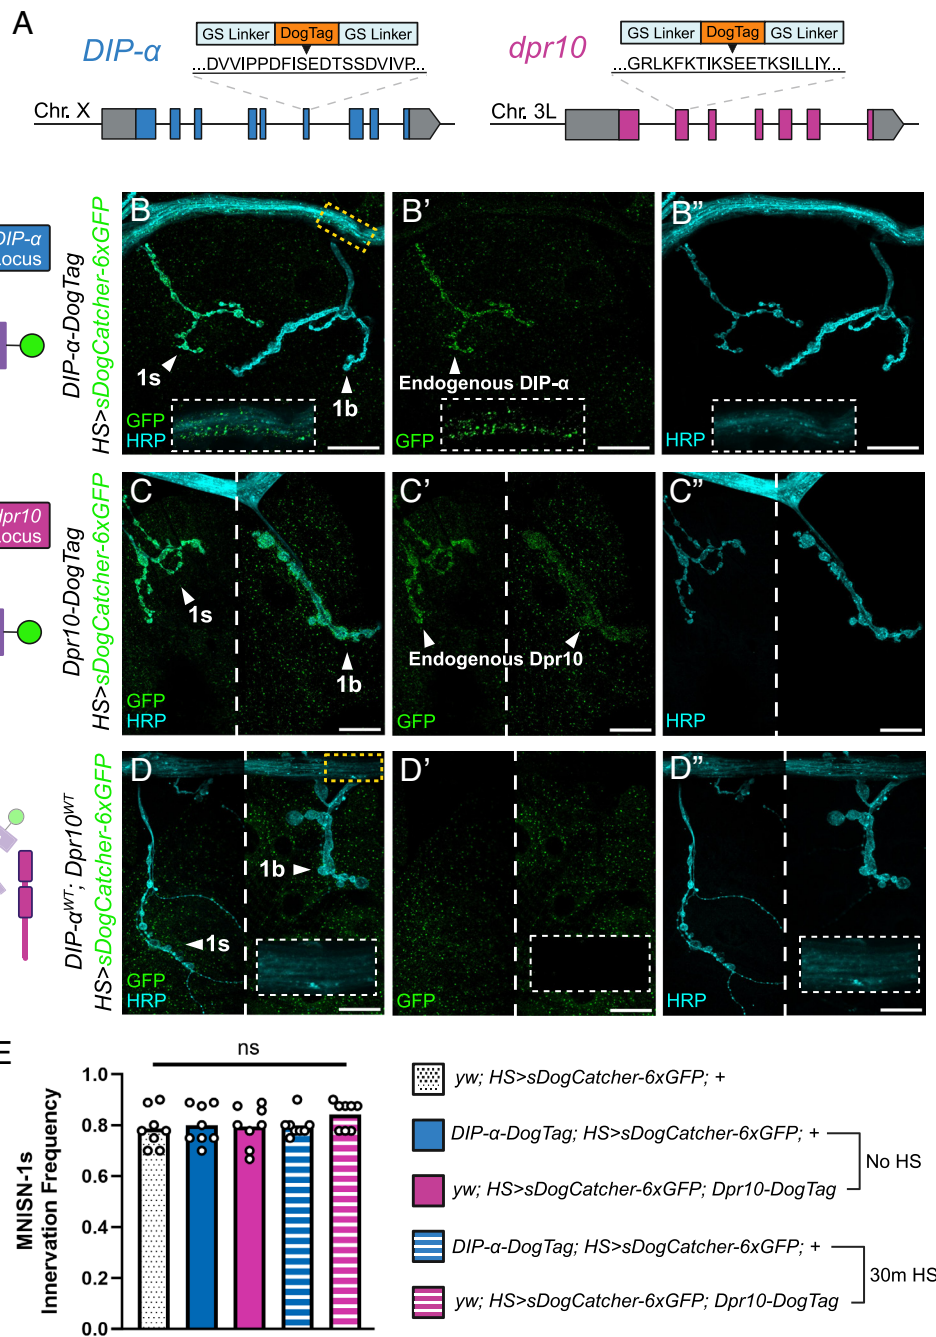 A
DIP-α
GS Linker DogTag GS Linker
...DVVIPPDFISEDTSSDVIVP...
Chr. X
dpr10
GS Linker DogTag GS Linker
...GRLKFKTIKSEETKSILLIY...
Chr. 3L
DIP-α
Locus
DIP-α-DogTag
HS>sDogCatcher-6xGFP
B
1s
1b
GFP
HRP
B'
Endogenous DIP-α
GFP
B"
HRP
dpr10
Locus
Dpr10-DogTag
HS>sDogCatcher-6xGFP
C
1s
1b
GFP
HRP
C'
Endogenous Dpr10
GFP
C"
HRP
DIP-αWT; Dpr10WT
HS>sDogCatcher-6xGFP
D
1b
1s
GFP
HRP
D'
GFP
D"
HRP
E
ns
MNISN-1s
Innervation Frequency
1.0
0.8
0.6
0.4
0.2
0.0
yw; HS>sDogCatcher-6xGFP; +
DIP-α-DogTag; HS>sDogCatcher-6xGFP; +
yw; HS>sDogCatcher-6xGFP; Dpr10-DogTag
No HS
DIP-α-DogTag; HS>sDogCatcher-6xGFP; +
yw; HS>sDogCatcher-6xGFP; Dpr10-DogTag
30m HS